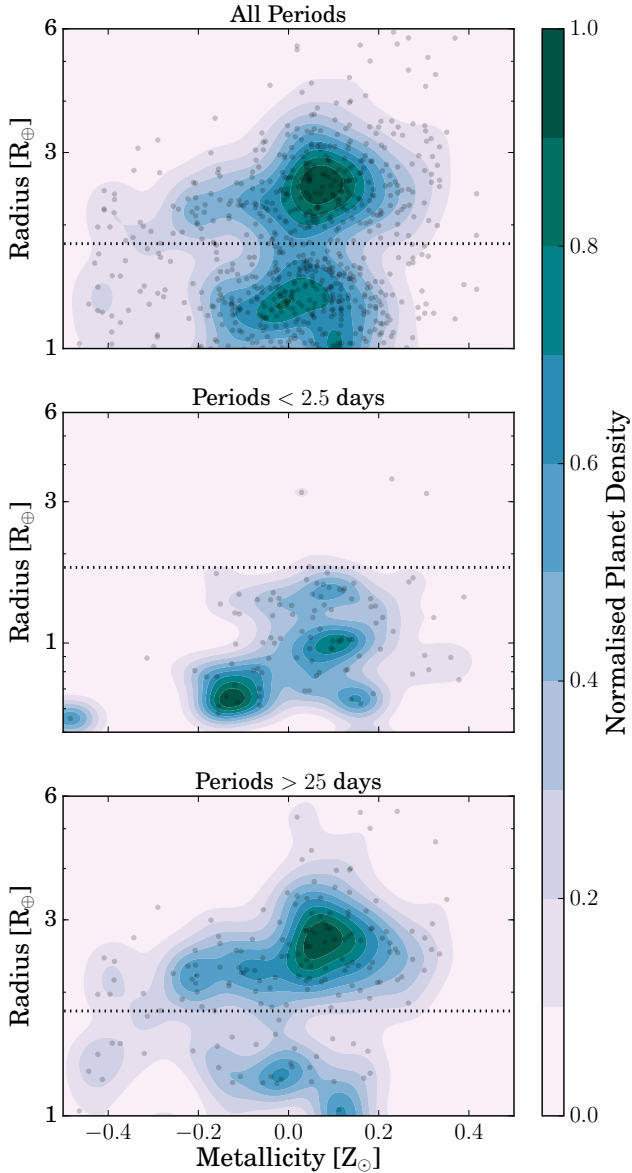 All Periods
6
3
1
Radius [R⊕]
Periods < 2.5 days
6
3
1
Radius [R⊕]
Periods > 25 days
6
3
1
Radius [R⊕]
−0.4 −0.2 0.0 0.2 0.4
Metallicity [Z⊙]
1.0
0.8
0.6
0.4
0.2
0.0
Normalised Planet Density